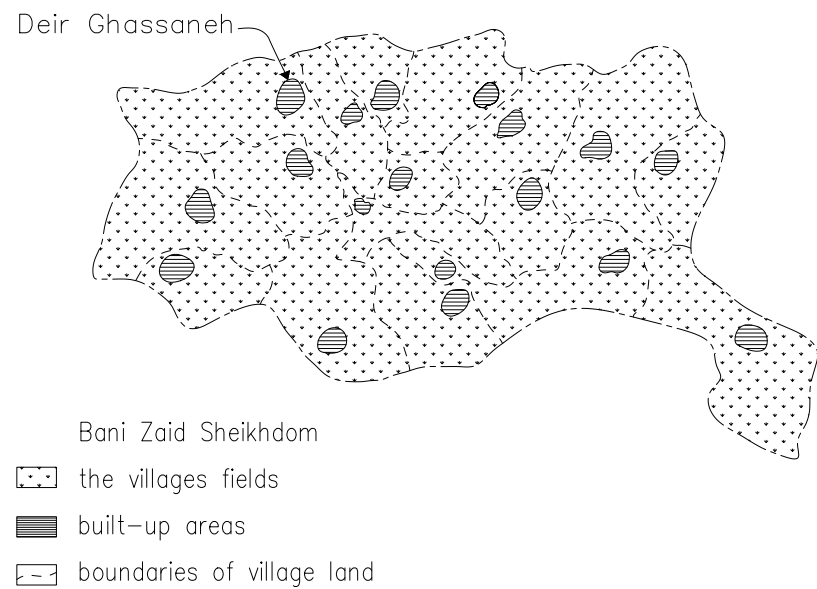 Deir Ghassaneh
Bani Zaid Sheikhdom
the villages fields
built-up areas
boundaries of village land